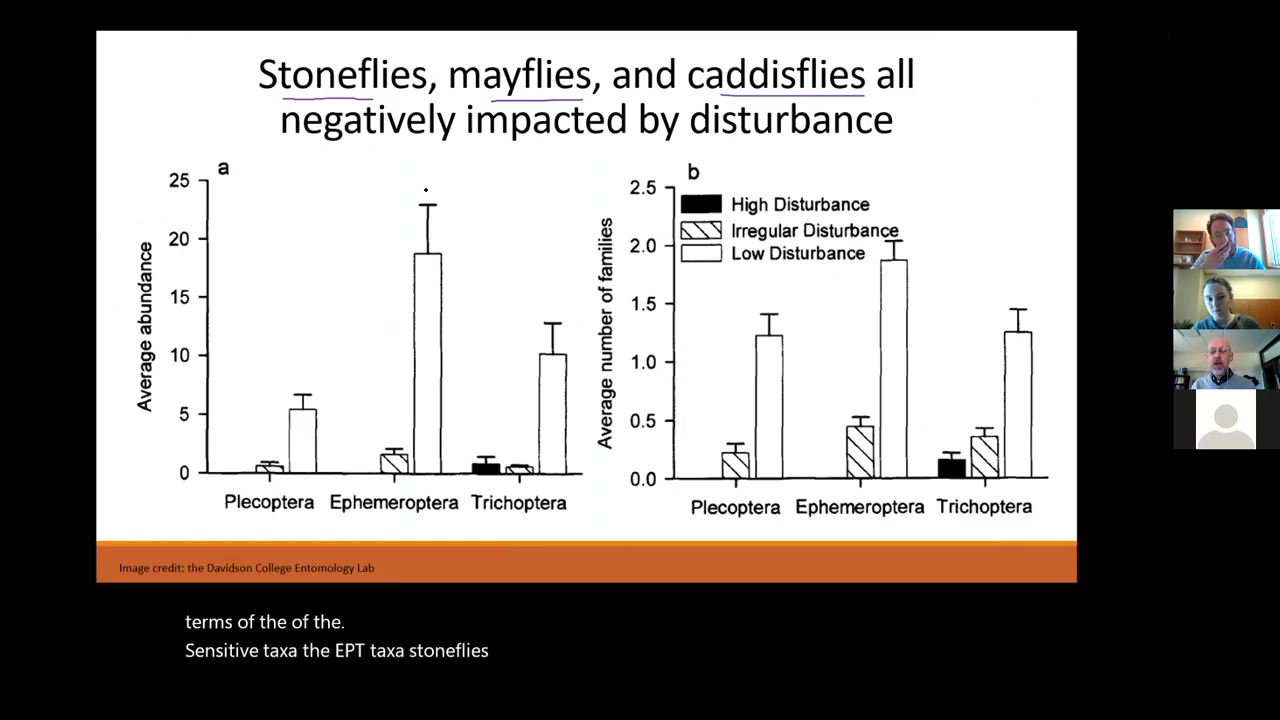 Stoneflies, mayflies, and caddisflies all
negatively impacted by disturbance
a
25
20
15
10
5
0
Average abundance
Plecoptera Ephemeroptera Trichoptera
b
2.5
2.0
1.5
1.0
0.5
0.0
Average number of families
High Disturbance
Irregular Disturbance
Low Disturbance
Plecoptera Ephemeroptera Trichoptera
Image credit: the Davidson College Entomology Lab
terms of the of the.
Sensitive taxa the EPT taxa stoneflies